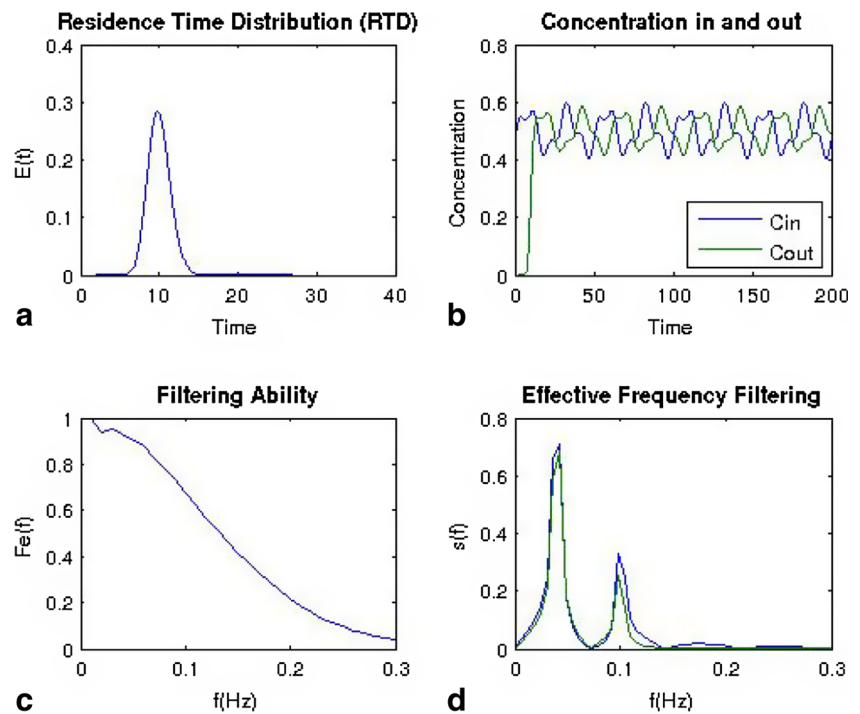 Residence Time Distribution (RTD)
0.4
0.3
0.2
0.1
0
E(t)
0
10
20
30
40
Time
a
Concentration in and out
0.8
0.6
0.4
0.2
0
Concentration
Cin
Cout
0
50
100
150
200
Time
b
Filtering Ability
1
0.8
0.6
0.4
0.2
0
Fe(f)
0
0.1
0.2
0.3
f(Hz)
c
Effective Frequency Filtering
0.8
0.6
0.4
0.2
0
s(f)
0
0.1
0.2
0.3
f(Hz)
d